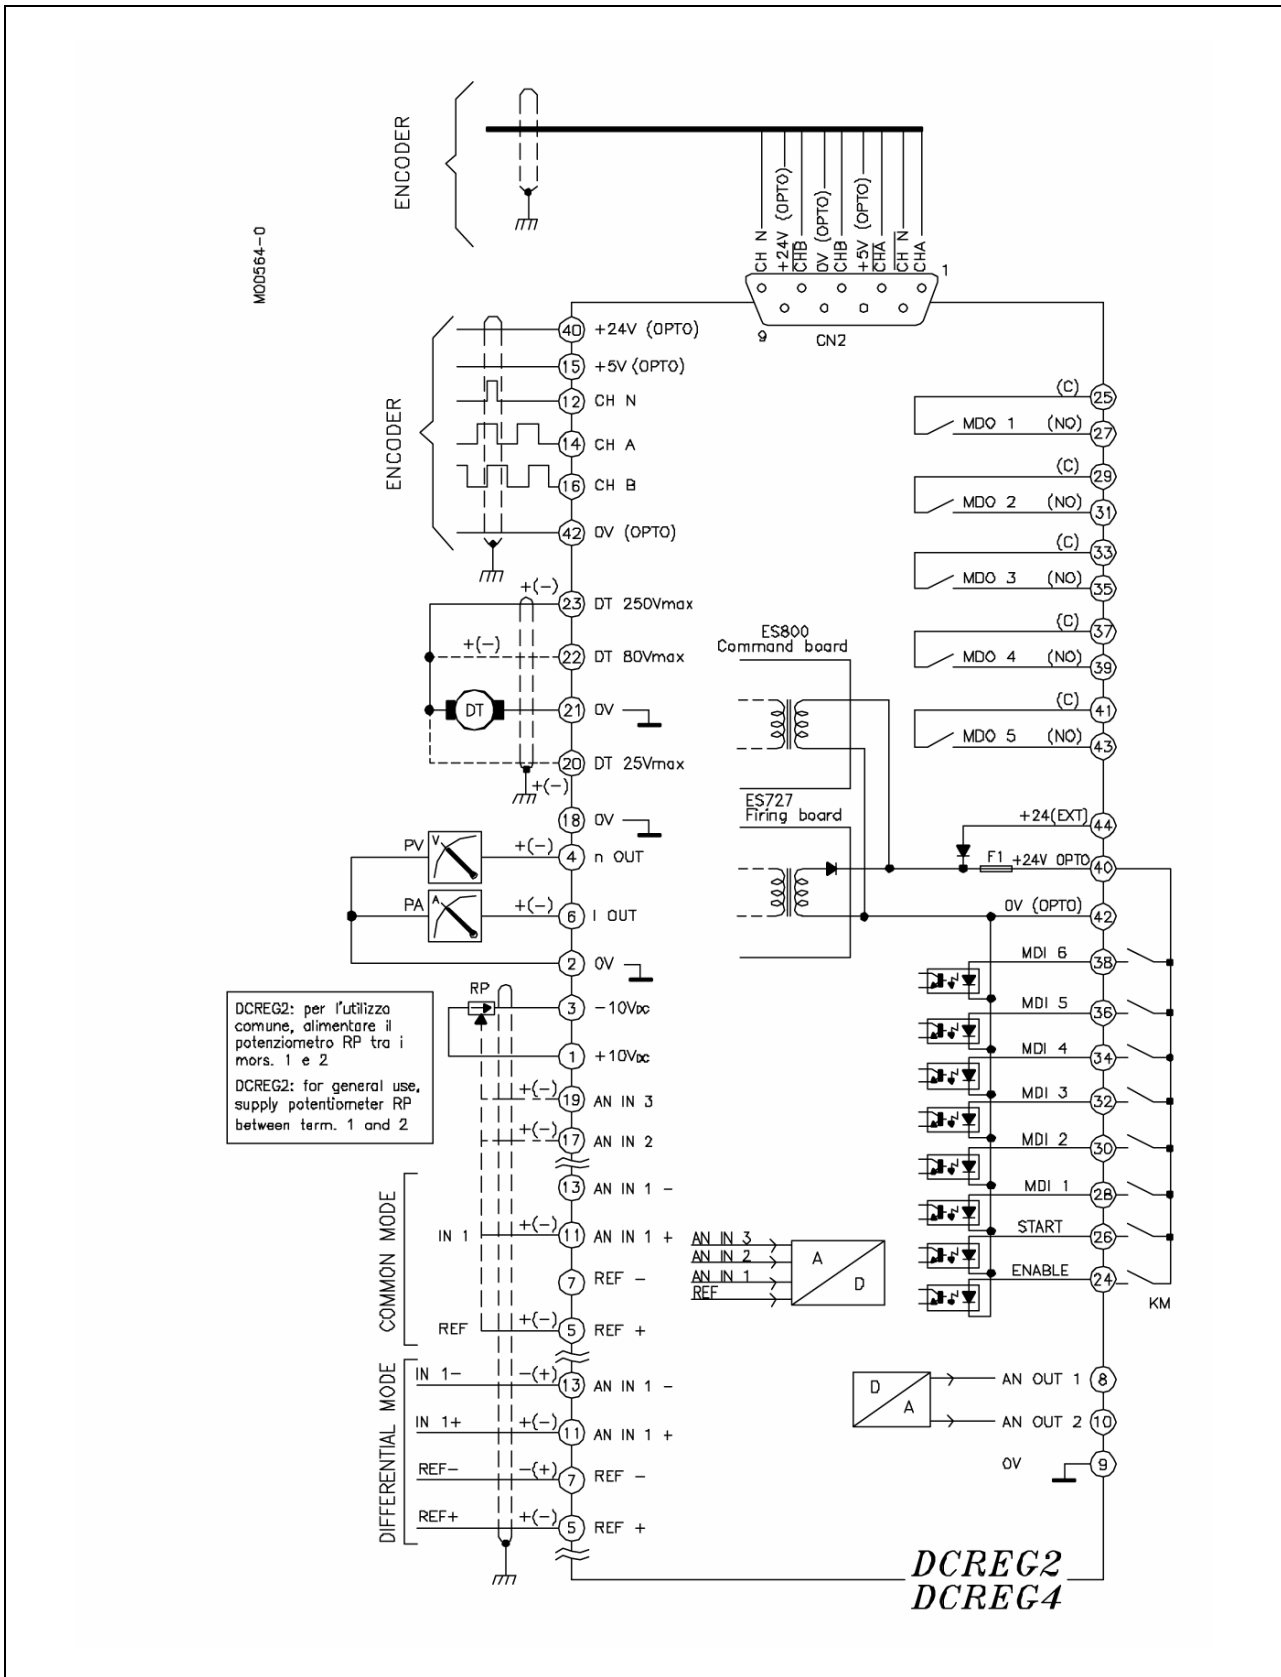 ENCODER
MOD564-0
CH N
+24V (OPTO)
CHB
0V (OPTO)
CHB
+5V (OPTO)
CHA
CH N
CHA
1
9
CN2
ENCODER
40 +24V (OPTO)
15 +5V (OPTO)
12 CH N
14 CH A
16 CH B
42 0V (OPTO)
+(-)
23 DT 250Vmax
+(-)
22 DT 80Vmax
DT
21 0V
20 DT 25Vmax
+(-)
18 0V
PV V +(-) 4 n OUT
PA A +(-) 6 I OUT
2 0V
RP
3 -10VDC
1 +10VDC
+(-) 19 AN IN 3
+(-) 17 AN IN 2
DCREG2: per l'utilizzo
comune, alimentare il
potenziometro RP tra i
mors. 1 e 2
DCREG2: for general use,
supply potentiometer RP
between term. 1 and 2
COMMON MODE
13 AN IN 1 -
IN 1 +(-) 11 AN IN 1 +
7 REF -
REF +(-) 5 REF +
DIFFERENTIAL MODE
IN 1- -(+) 13 AN IN 1 -
IN 1+ +(-) 11 AN IN 1 +
REF- -(+) 7 REF -
REF+ +(-) 5 REF +
ES800
Command board
ES727
Firing board
AN IN 3
AN IN 2
AN IN 1
REF
A
D
(C) 25
MDO 1 (NO) 27
(C) 29
MDO 2 (NO) 31
(C) 33
MDO 3 (NO) 35
(C) 37
MDO 4 (NO) 39
(C) 41
MDO 5 (NO) 43
+24(EXT) 44
F1 +24V OPTO 40
0V (OPTO) 42
MDI 6 38
MDI 5 36
MDI 4 34
MDI 3 32
MDI 2 30
MDI 1 28
START 26
ENABLE 24
KM
D
A
AN OUT 1 8
AN OUT 2 10
0V 9
DCREG2
DCREG4